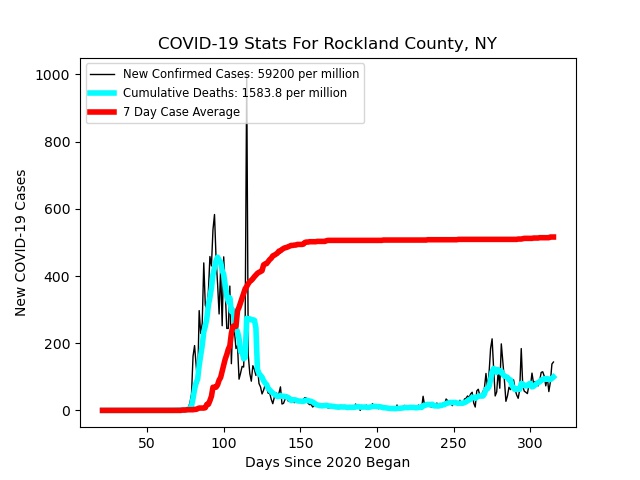 COVID-19 Stats For Rockland County, NY
New Confirmed Cases: 59200 per million
Cumulative Deaths: 1583.8 per million
7 Day Case Average
New COVID-19 Cases
1000
800
600
400
200
0
50 100 150 200 250 300
Days Since 2020 Began